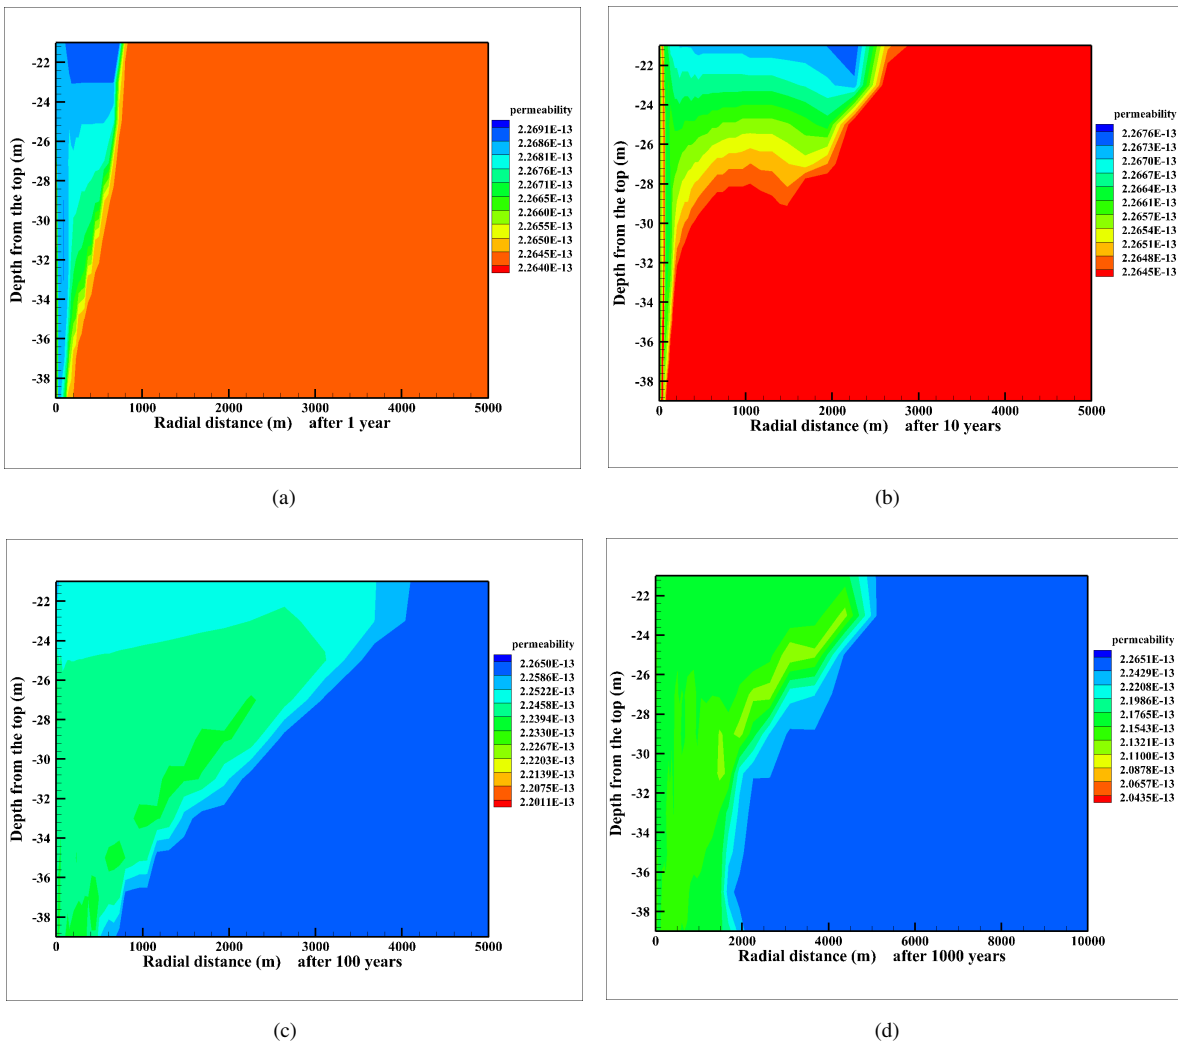 permeability
2.2691E-13
2.2686E-13
2.2681E-13
2.2676E-13
2.2671E-13
2.2665E-13
2.2660E-13
2.2655E-13
2.2650E-13
2.2645E-13
2.2640E-13
Depth from the top (m)
-22
-24
-26
-28
-30
-32
-34
-36
-38
0 1000 2000 3000 4000 5000
Radial distance (m) after 1 year
(a)
permeability
2.2676E-13
2.2673E-13
2.2670E-13
2.2667E-13
2.2664E-13
2.2661E-13
2.2657E-13
2.2654E-13
2.2651E-13
2.2648E-13
2.2645E-13
Depth from the top (m)
-22
-24
-26
-28
-30
-32
-34
-36
-38
0 1000 2000 3000 4000 5000
Radial distance (m) after 10 years
(b)
permeability
2.2650E-13
2.2586E-13
2.2522E-13
2.2458E-13
2.2394E-13
2.2330E-13
2.2267E-13
2.2203E-13
2.2139E-13
2.2075E-13
2.2011E-13
Depth from the top (m)
-22
-24
-26
-28
-30
-32
-34
-36
-38
0 1000 2000 3000 4000 5000
Radial distance (m) after 100 years
(c)
permeability
2.2651E-13
2.2429E-13
2.2208E-13
2.1986E-13
2.1765E-13
2.1543E-13
2.1321E-13
2.1100E-13
2.0878E-13
2.0657E-13
2.0435E-13
Depth from the top (m)
-22
-24
-26
-28
-30
-32
-34
-36
-38
0 2000 4000 6000 8000 10000
Radial distance (m) after 1000 years
(d)